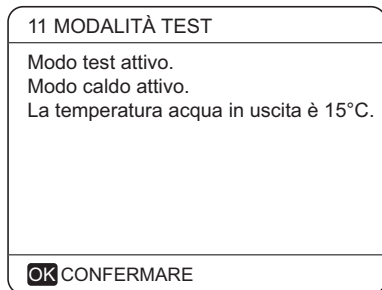 11 MODALITÀ TEST
Modo test attivo.
Modo caldo attivo.
La temperatura acqua in uscita è 15°C.
OK CONFERMARE